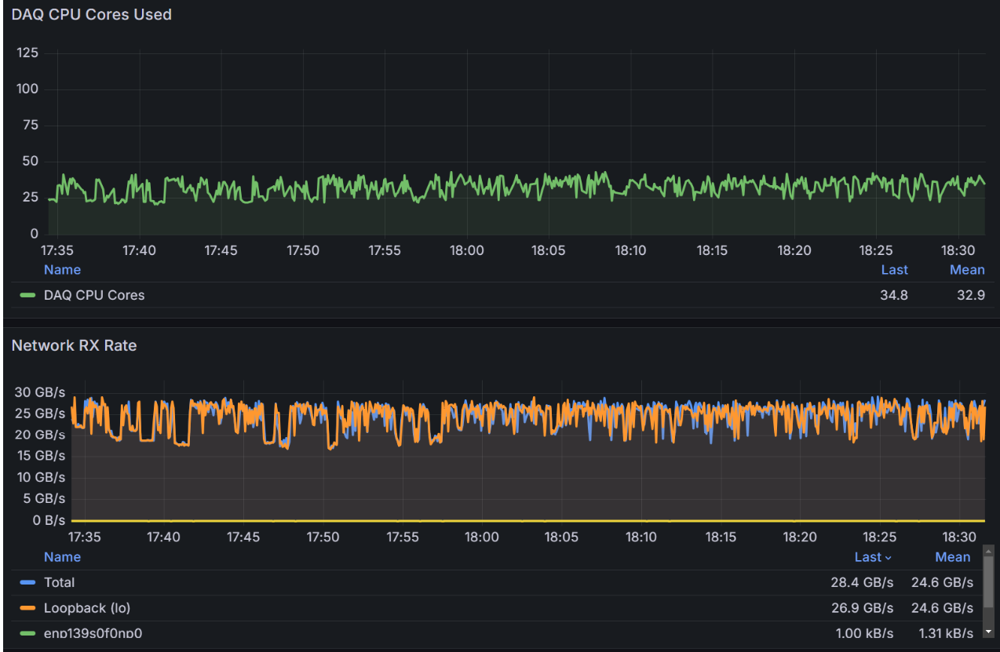 DAQ CPU Cores Used
125
100
75
50
25
0
17:35 17:40 17:45 17:50 17:55 18:00 18:05 18:10 18:15 18:20 18:25 18:30
Name Last Mean
DAQ CPU Cores 34.8 32.9
Network RX Rate
30 GB/s
25 GB/s
20 GB/s
15 GB/s
10 GB/s
5 GB/s
0 B/s
17:35 17:40 17:45 17:50 17:55 18:00 18:05 18:10 18:15 18:20 18:25 18:30
Name Last Mean
Total 28.4 GB/s 24.6 GB/s
Loopback (lo) 26.9 GB/s 24.6 GB/s
enp139s0f0np0 1.00 kB/s 1.31 kB/s